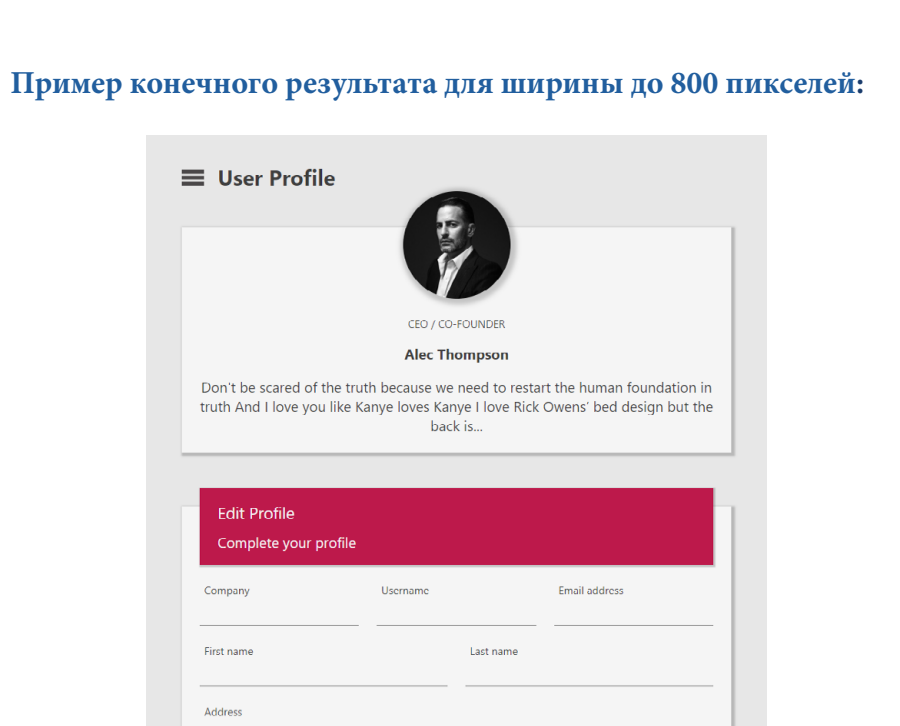 Пример конечного результата для ширины до 800 пикселей:
User Profile
CEO / CO-FOUNDER
Alec Thompson
Don't be scared of the truth because we need to restart the human foundation in
truth And I love you like Kanye loves Kanye I love Rick Owens' bed design but the
back is...
Edit Profile
Complete your profile
Company Username Email address
First name Last name
Address